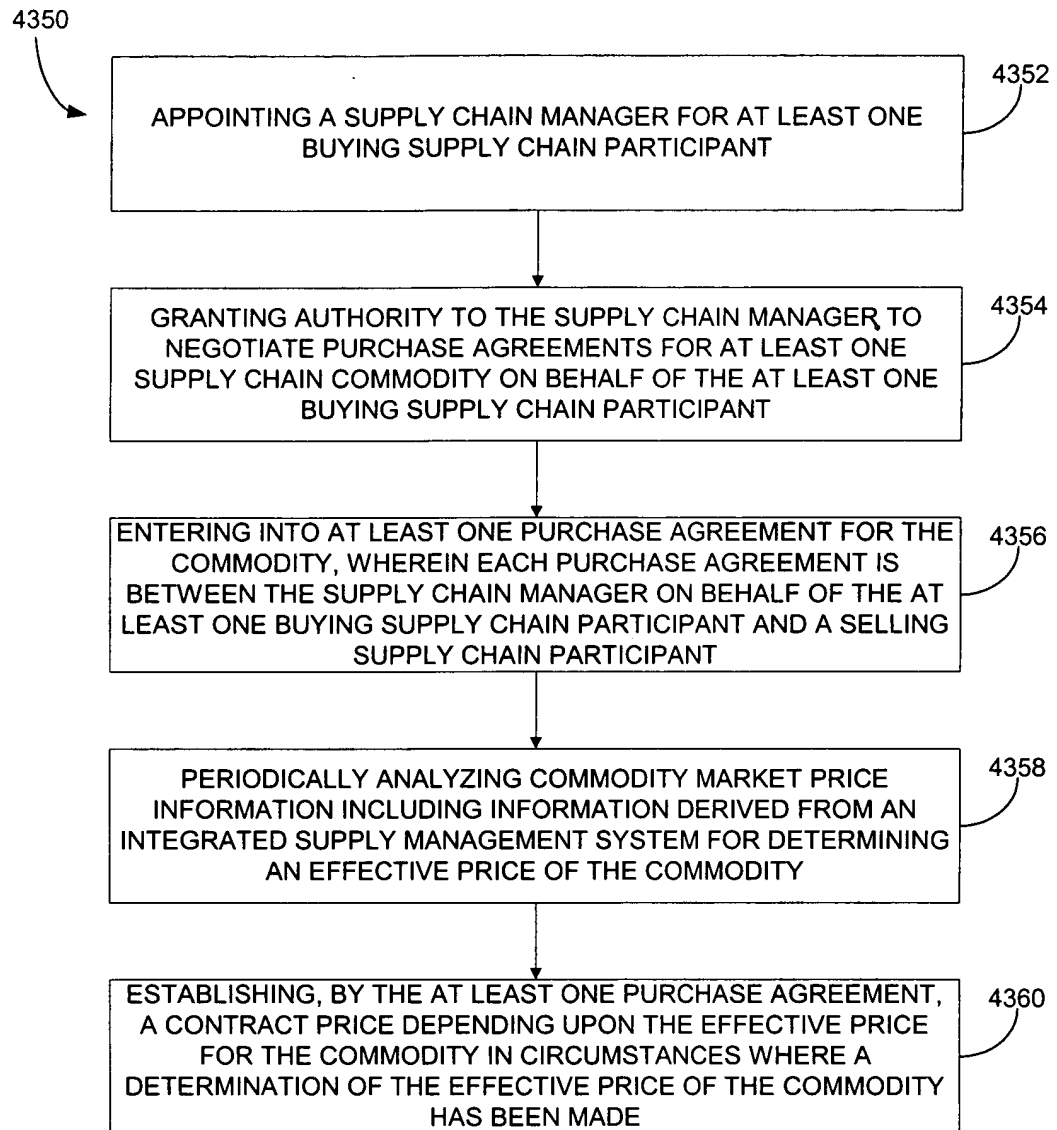 4350
4352
APPOINTING A SUPPLY CHAIN MANAGER FOR AT LEAST ONE
BUYING SUPPLY CHAIN PARTICIPANT
4354
GRANTING AUTHORITY TO THE SUPPLY CHAIN MANAGER TO
NEGOTIATE PURCHASE AGREEMENTS FOR AT LEAST ONE
SUPPLY CHAIN COMMODITY ON BEHALF OF THE AT LEAST ONE
BUYING SUPPLY CHAIN PARTICIPANT
4356
ENTERING INTO AT LEAST ONE PURCHASE AGREEMENT FOR THE
COMMODITY, WHEREIN EACH PURCHASE AGREEMENT IS
BETWEEN THE SUPPLY CHAIN MANAGER ON BEHALF OF THE AT
LEAST ONE BUYING SUPPLY CHAIN PARTICIPANT AND A SELLING
SUPPLY CHAIN PARTICIPANT
4358
PERIODICALLY ANALYZING COMMODITY MARKET PRICE
INFORMATION INCLUDING INFORMATION DERIVED FROM AN
INTEGRATED SUPPLY MANAGEMENT SYSTEM FOR DETERMINING
AN EFFECTIVE PRICE OF THE COMMODITY
4360
ESTABLISHING, BY THE AT LEAST ONE PURCHASE AGREEMENT,
A CONTRACT PRICE DEPENDING UPON THE EFFECTIVE PRICE
FOR THE COMMODITY IN CIRCUMSTANCES WHERE A
DETERMINATION OF THE EFFECTIVE PRICE OF THE COMMODITY
HAS BEEN MADE